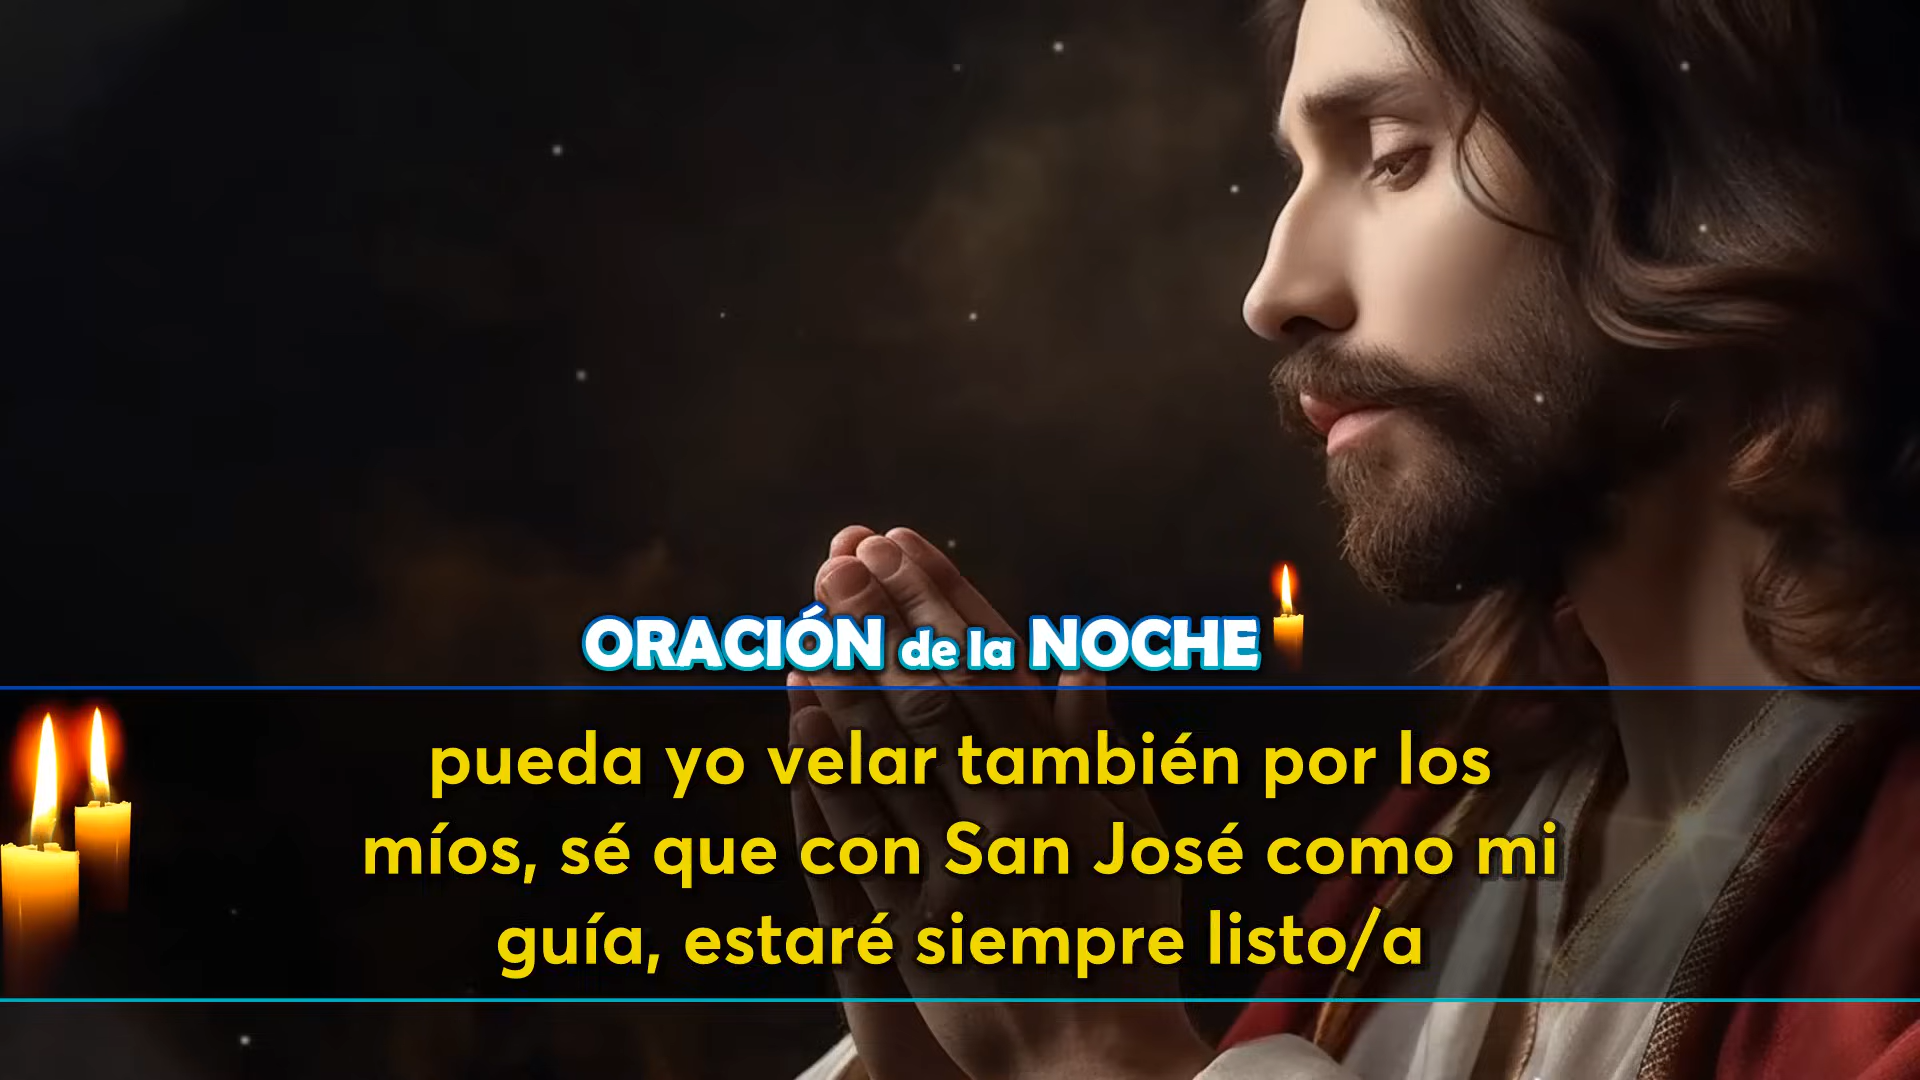 ORACIÓN de la NOCHE
pueda yo velar también por los
míos, sé que con San José como mi
guía, estaré siempre listo/a